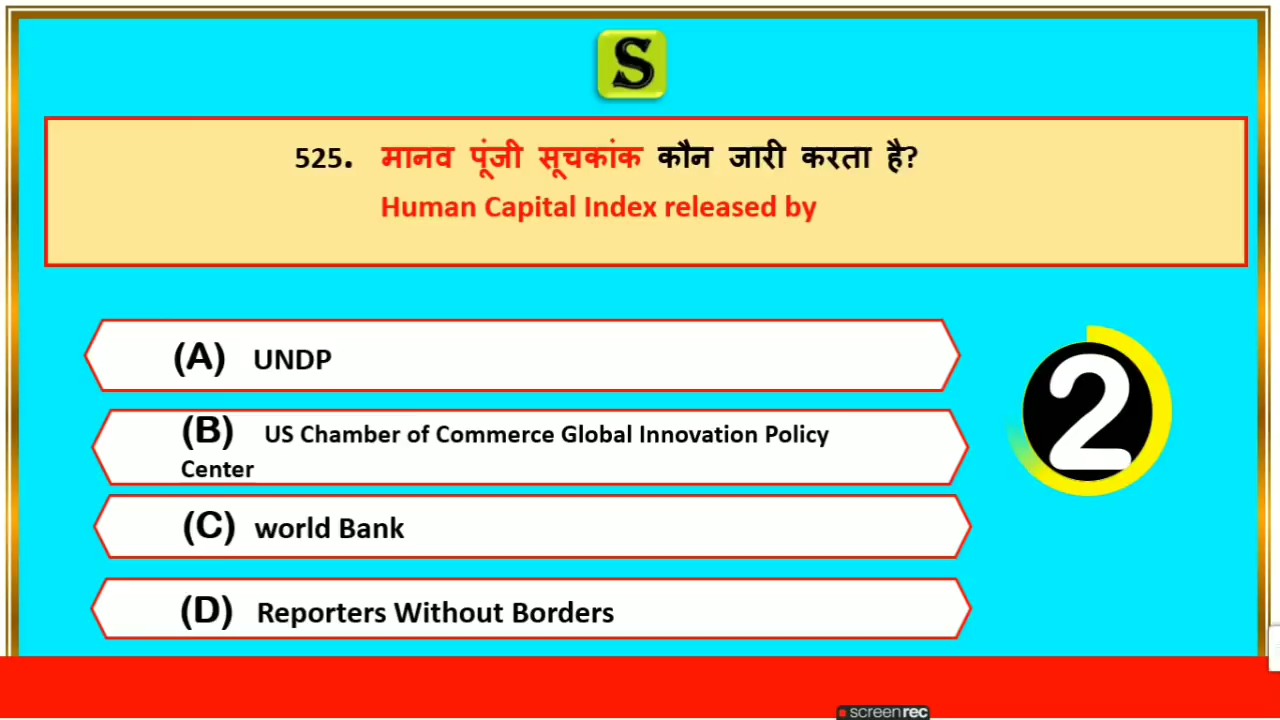 S
525. मानव पूंजी सूचकांक कौन जारी करता है?
Human Capital Index released by
(A) UNDP
(B) US Chamber of Commerce Global Innovation Policy
Center
(C) world Bank
(D) Reporters Without Borders
2
screenrec